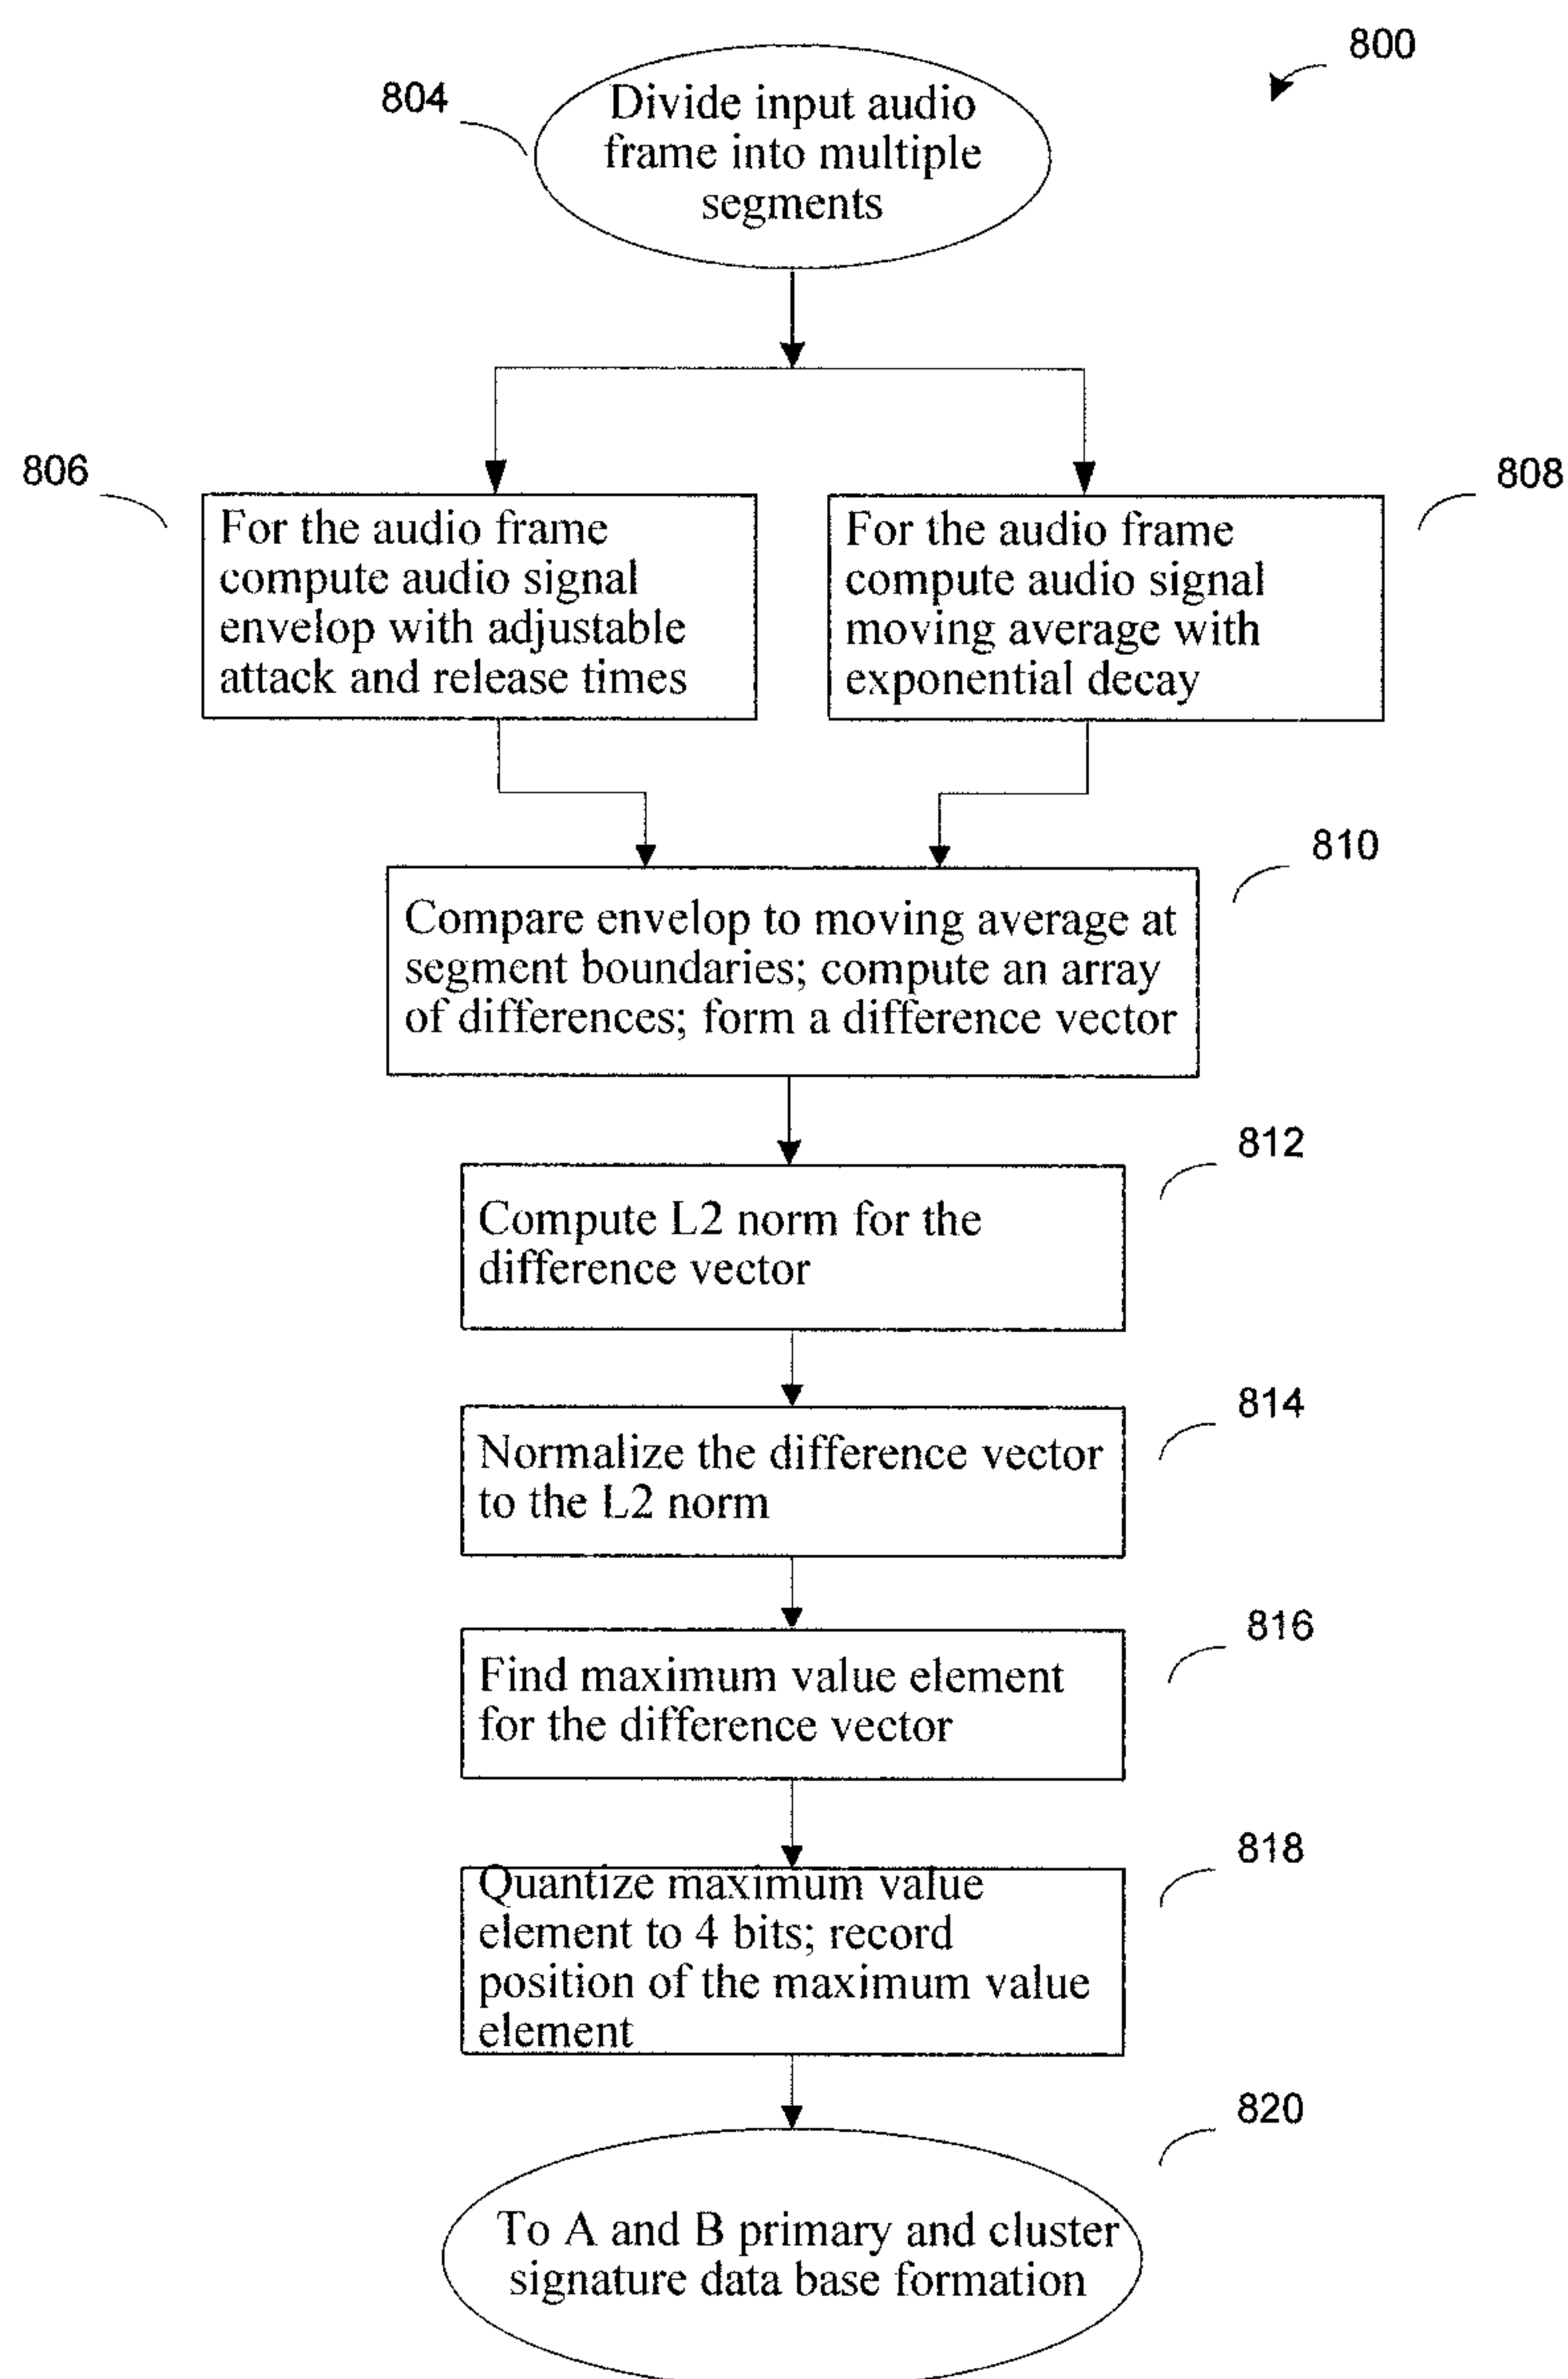 800
804
Divide input audio
frame into multiple
segments
806
For the audio frame
compute audio signal
envelop with adjustable
attack and release times
808
For the audio frame
compute audio signal
moving average with
exponential decay
810
Compare envelop to moving average at
segment boundaries; compute an array
of differences; form a difference vector
812
Compute L2 norm for the
difference vector
814
Normalize the difference vector
to the L2 norm
816
Find maximum value element
for the difference vector
818
Quantize maximum value
element to 4 bits; record
position of the maximum value
element
820
To A and B primary and cluster
signature data base formation